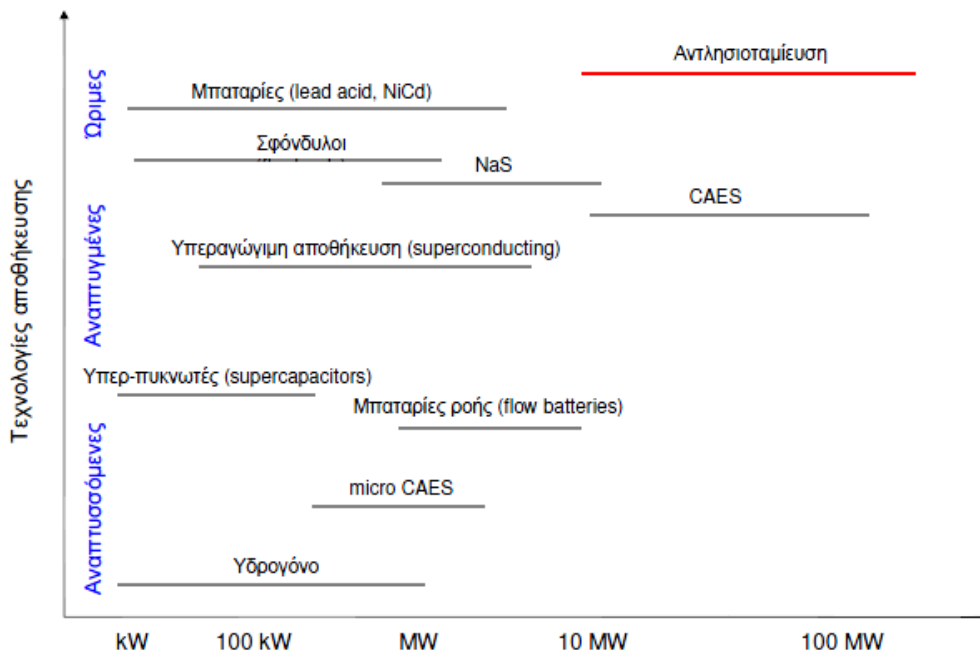 Αντλησιοταμίευση
Μπαταρίες (lead acid, NiCd)
Σφόνδυλοι
NaS
CAES
Υπεραγώγιμη αποθήκευση (superconducting)
Υπερ-πυκνωτές (supercapacitors)
Μπαταρίες ροής (flow batteries)
micro CAES
Υδρογόνο
Τεχνολογίες αποθήκευσης
Ώριμες
Αναπτυγμένες
Αναπτυσσόμενες
kW 100 kW MW 10 MW 100 MW